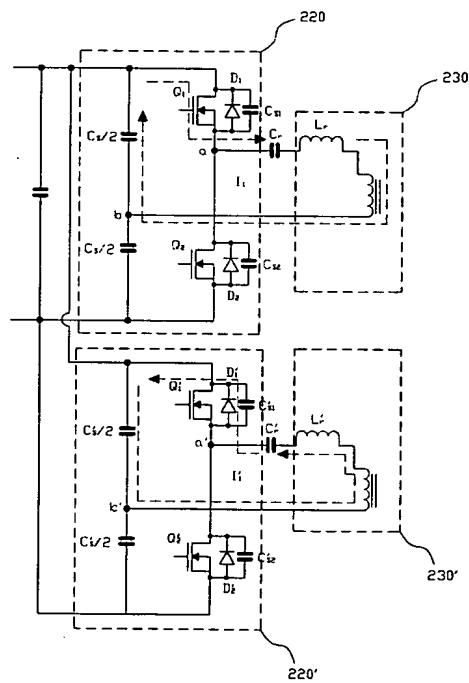 220
230
D₁
Q₁
Cs1
Cₛ/2
Cᵣ
Lᵣ
a
I₁
b
Cₛ/2
Q₂
Cs2
D₂
D₁'
Q₁'
Cs1'
Cₛ'/2
Cᵣ'
Lᵣ'
a'
I₁'
b'
Cₛ'/2
Q₂'
Cs2'
D₂'
230'
220'